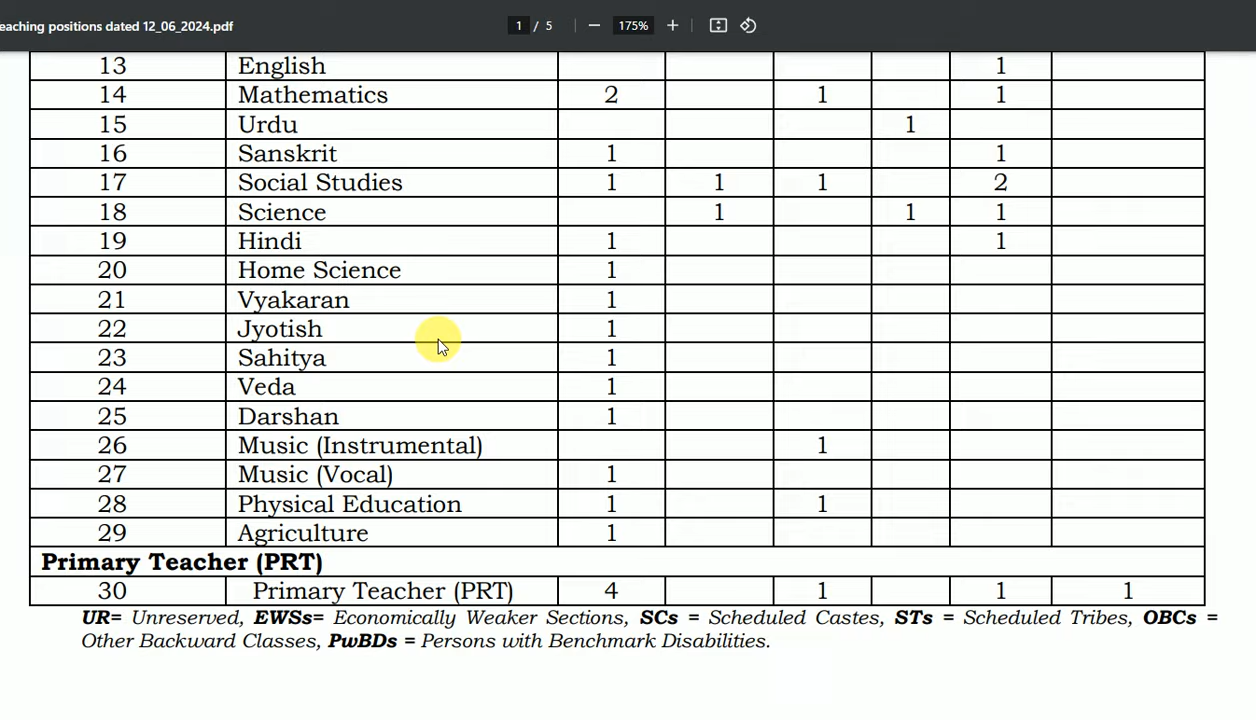 eaching positions dated 12_06_2024.pdf 1 / 5 175%
13 English 1
14 Mathematics 2 1 1
15 Urdu 1
16 Sanskrit 1 1
17 Social Studies 1 1 1 2
18 Science 1 1 1
19 Hindi 1 1
20 Home Science 1
21 Vyakaran 1
22 Jyotish 1
23 Sahitya 1
24 Veda 1
25 Darshan 1
26 Music (Instrumental) 1
27 Music (Vocal) 1
28 Physical Education 1 1
29 Agriculture 1
Primary Teacher (PRT)
30 Primary Teacher (PRT) 4 1 1 1
UR= Unreserved, EWSs= Economically Weaker Sections, SCs = Scheduled Castes, STs = Scheduled Tribes, OBCs =
Other Backward Classes, PwBDs = Persons with Benchmark Disabilities.